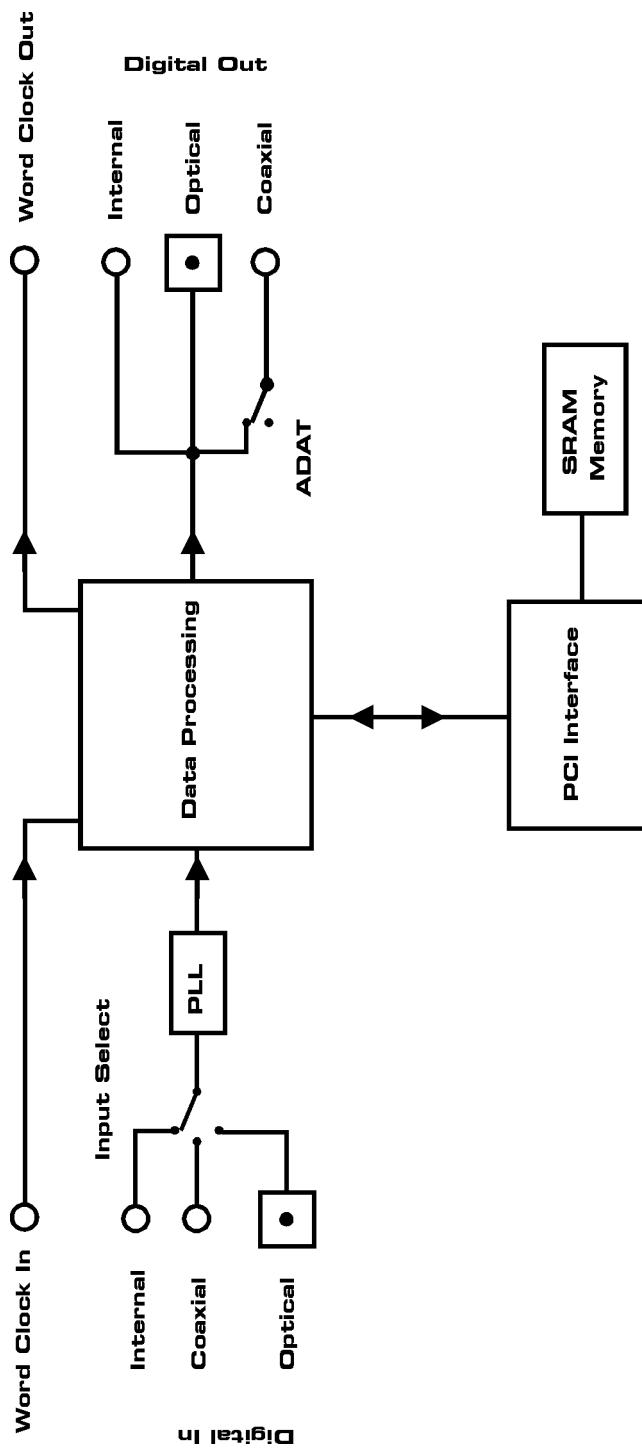 Word Clock In
Word Clock Out
Digital In
Internal
Coaxial
Optical
Input Select
PLL
Data Processing
Digital Out
Internal
Optical
Coaxial
ADAT
PCI Interface
SRAM
Memory